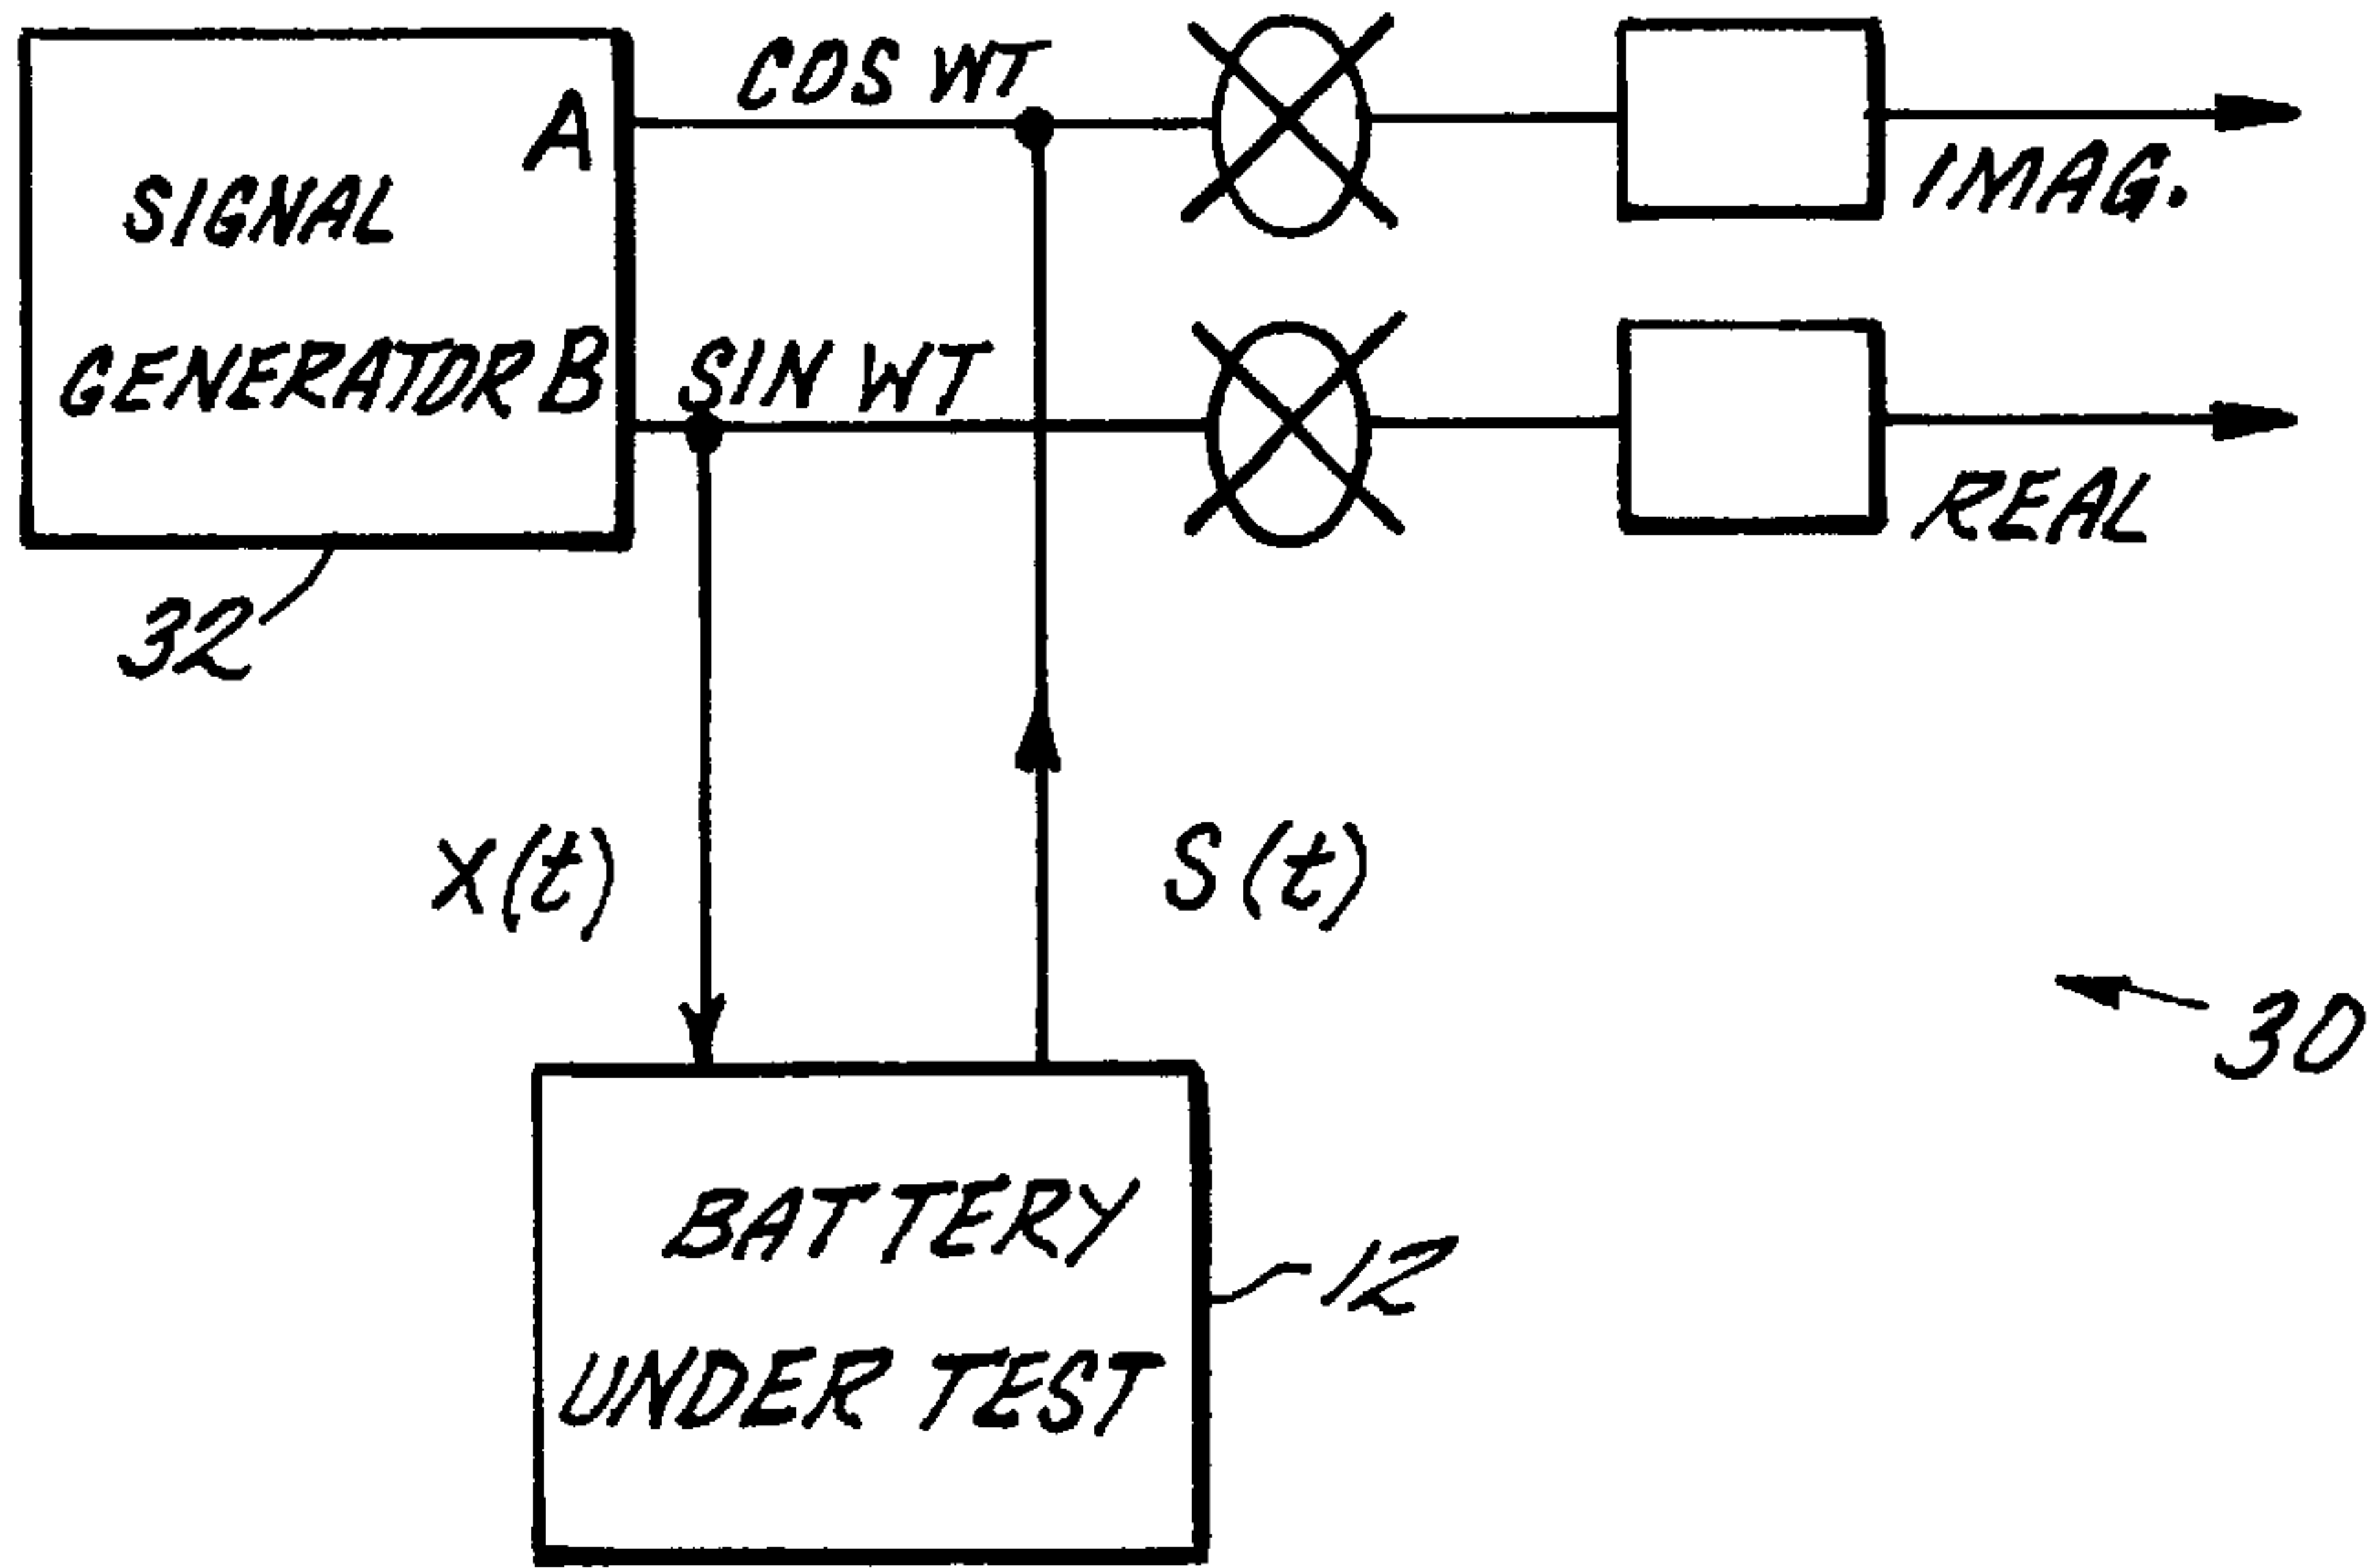 COS WT
A
SIGNAL
GENERATOR B
SIN WT
IMAG.
REAL
32
X(t)
S(t)
30
BATTERY
UNDER TEST
12